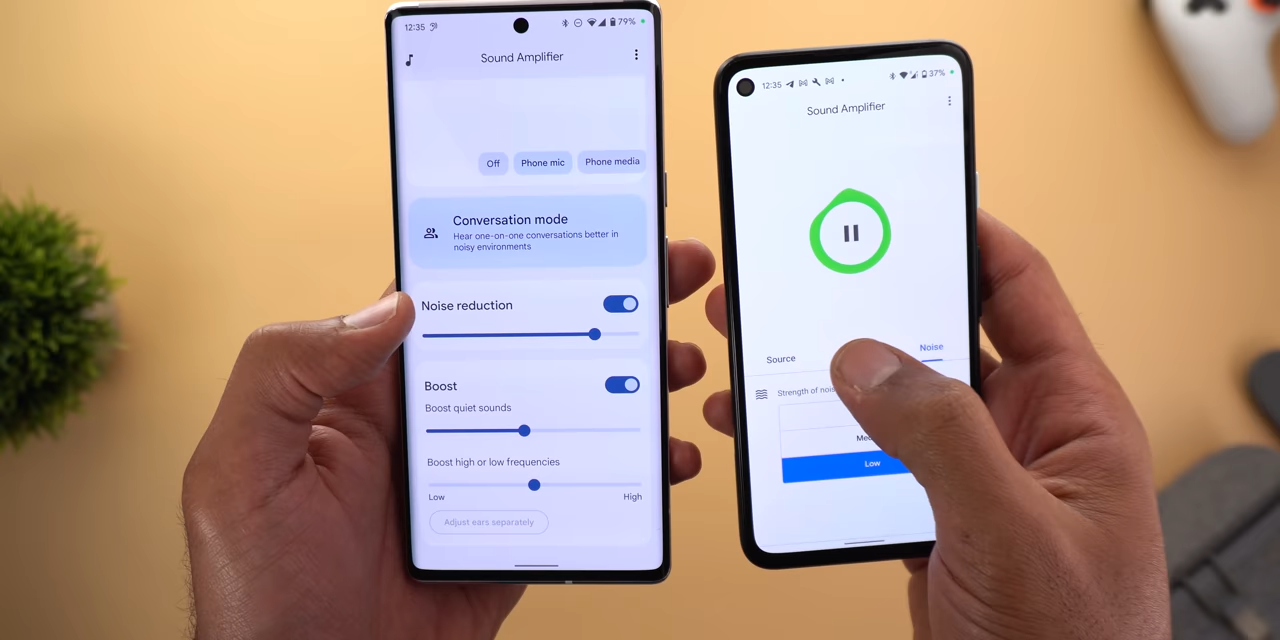 12:35
79%
Sound Amplifier
Off
Phone mic
Phone media
Conversation mode
Hear one-on-one conversations better in
noisy environments
Noise reduction
Boost
Boost quiet sounds
Boost high or low frequencies
Low
High
Adjust ears separately
12:35
37%
Sound Amplifier
Source
Noise
Strength of
Low